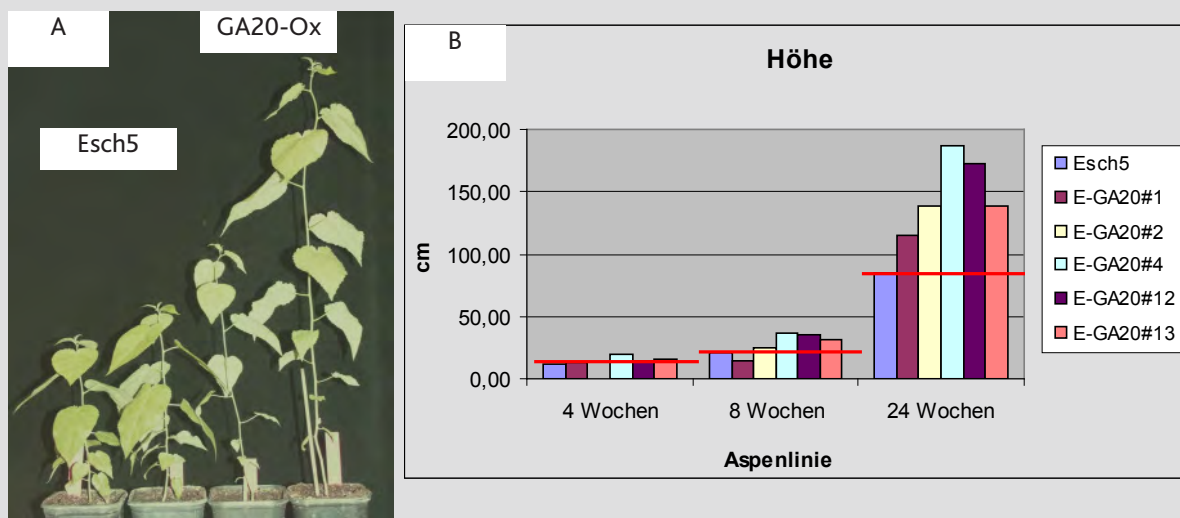 A
GA20-Ox
Esch5
B
Höhe
200,00
150,00
100,00
50,00
0,00
cm
4 Wochen
8 Wochen
24 Wochen
Aspenlinie
Esch5
E-GA20#1
E-GA20#2
E-GA20#4
E-GA20#12
E-GA20#13